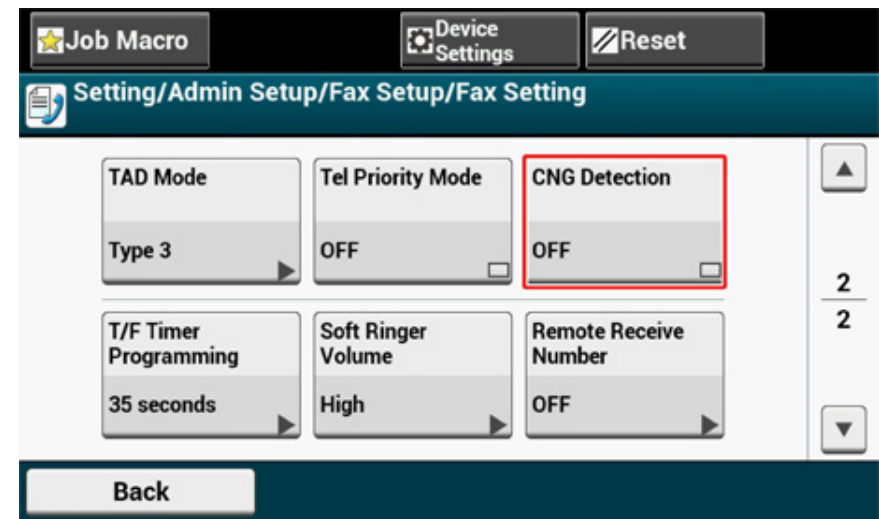 Job Macro
Device
Settings
Reset
Setting/Admin Setup/Fax Setup/Fax Setting
TAD Mode
Type 3
Tel Priority Mode
OFF
CNG Detection
OFF
2
2
T/F Timer
Programming
35 seconds
Soft Ringer
Volume
High
Remote Receive
Number
OFF
Back